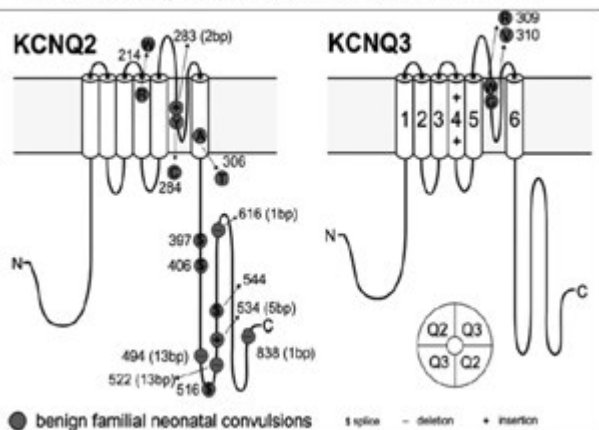 KCNQ2
214
W
283 (2bp)
R
+
Y
A
306
T
C
284
N
397
S
406
S
616 (1bp)
–
544
S
534 (5bp)
+
C
494 (13bp)
–
522 (13bp)
–
838 (1bp)
–
516
S
KCNQ3
R
309
V
310
W
G
1
2
3
+
4
+
5
6
N
C
Q2
Q3
Q3
Q2
benign familial neonatal convulsions
$ splice
– deletion
+ insertion